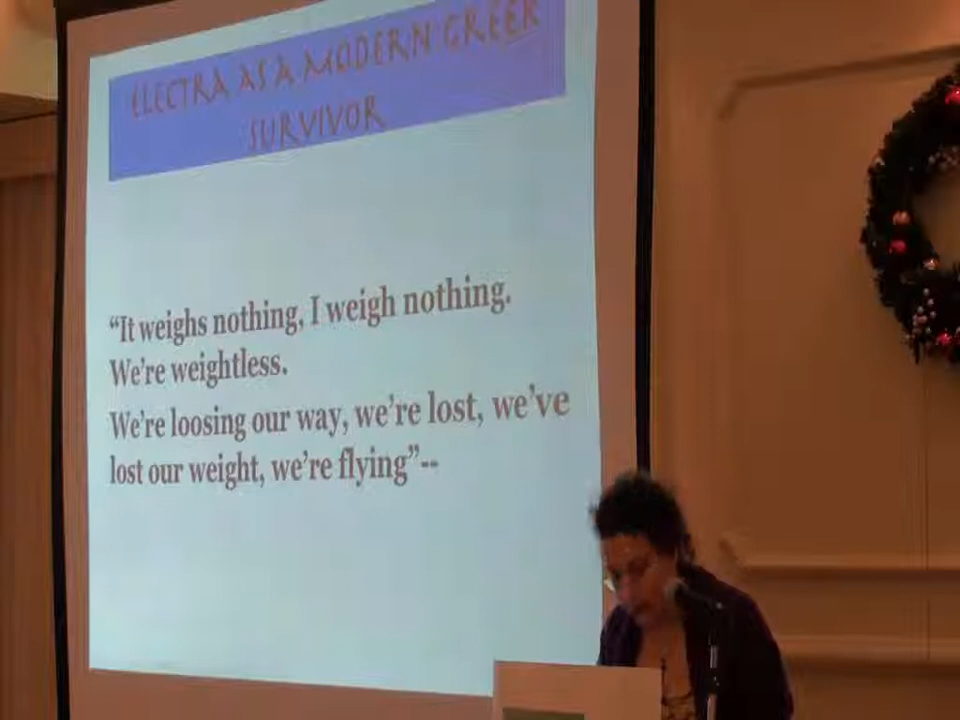 ELECTRA AS A MODERN GREEK
SURVIVOR
“It weighs nothing, I weigh nothing.
We’re weightless.
We’re loosing our way, we’re lost, we’ve
lost our weight, we’re flying”--